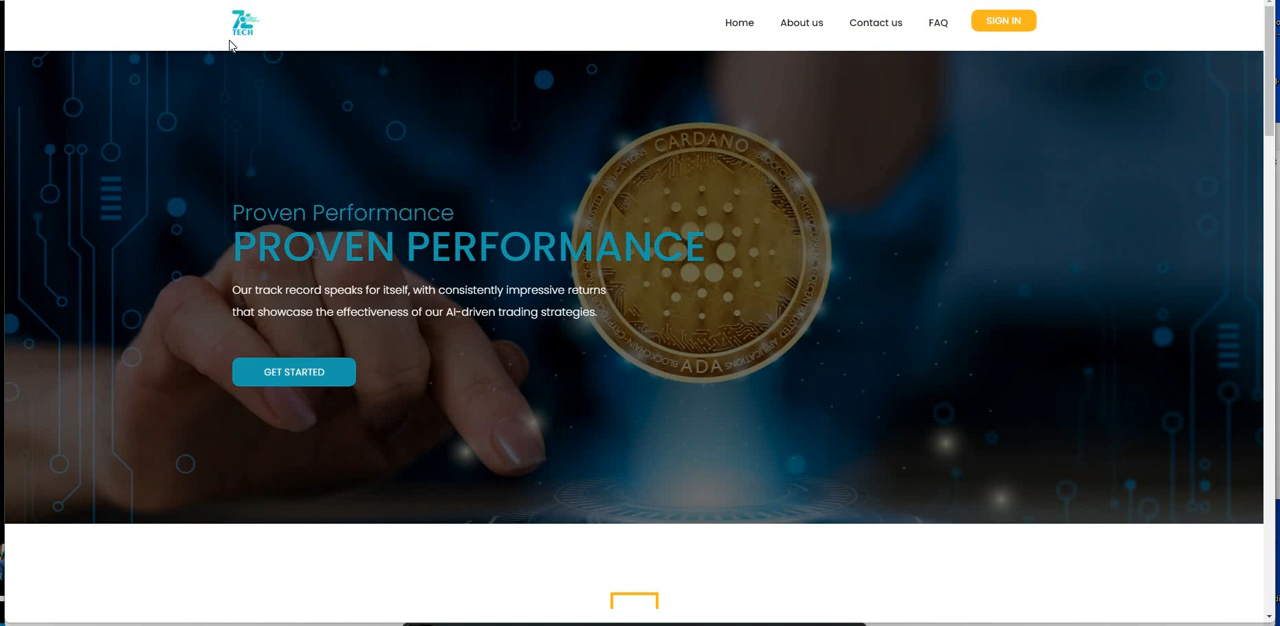 TECH
Home About us Contact us FAQ SIGN IN
CARDANO
Proven Performance
PROVEN PERFORMANCE
Our track record speaks for itself, with consistently impressive returns
that showcase the effectiveness of our AI-driven trading strategies.
GET STARTED
ADA